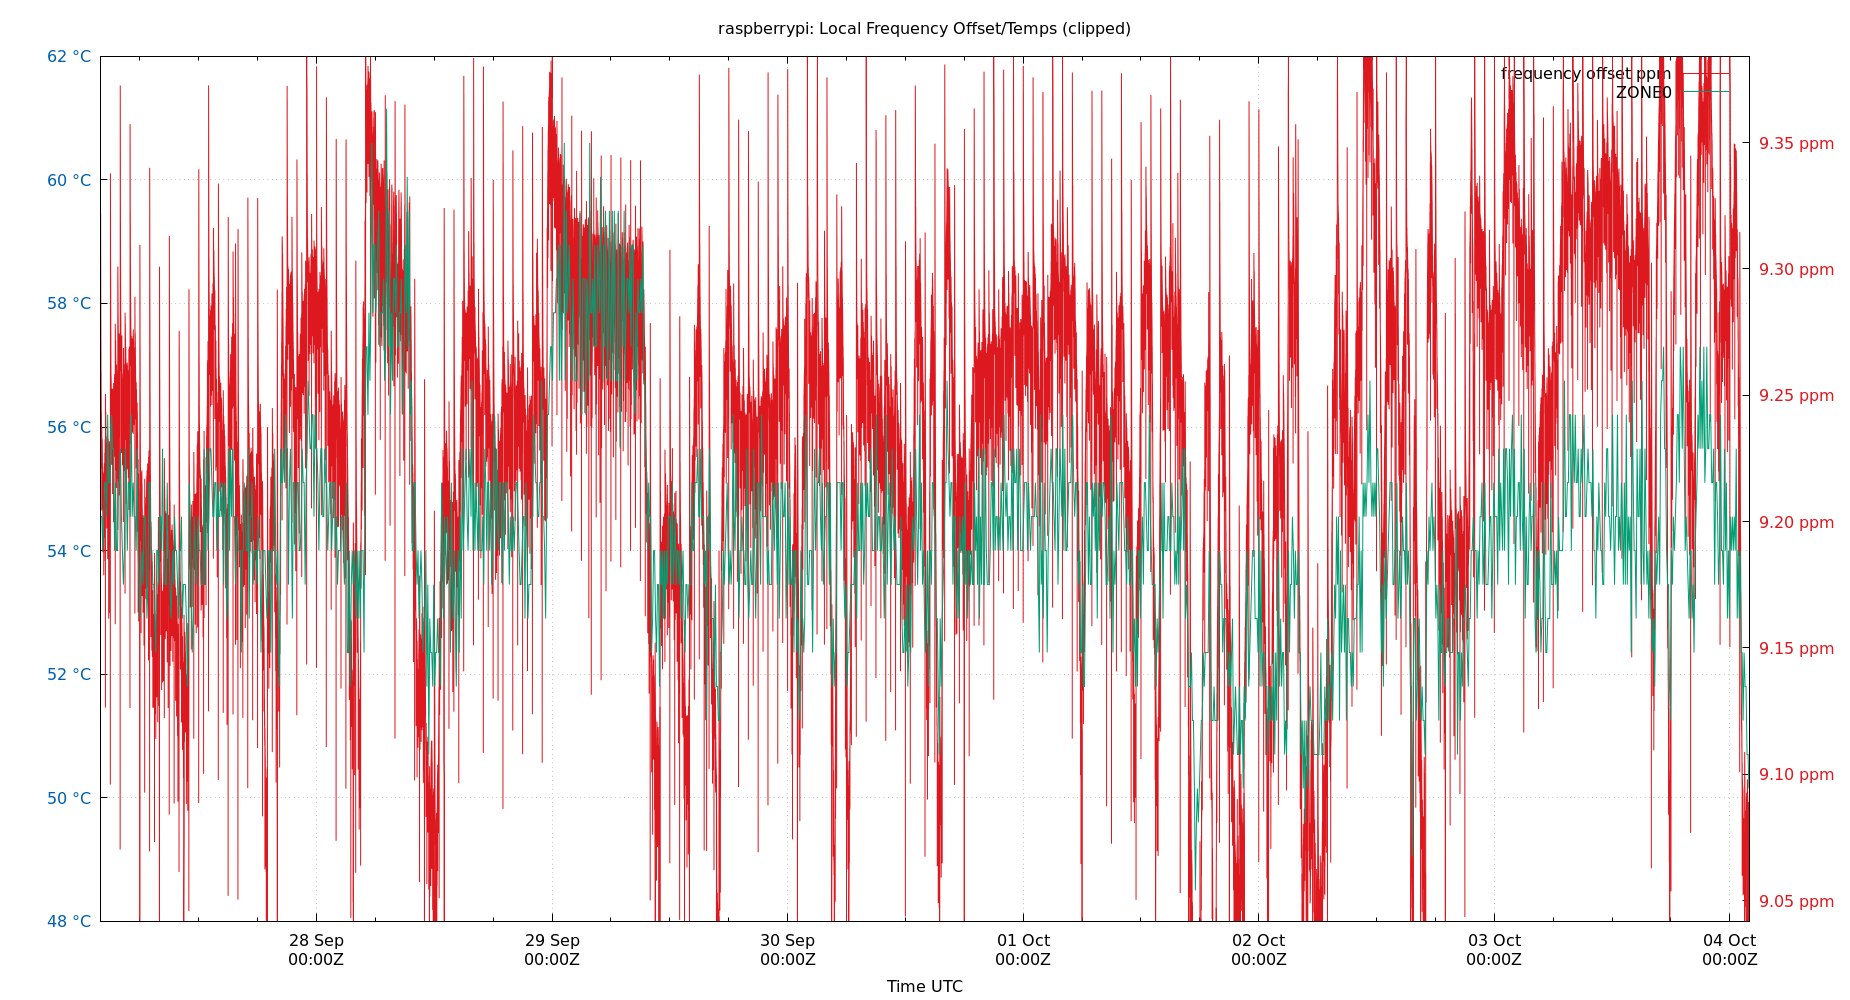 raspberrypi: Local Frequency Offset/Temps (clipped)
frequency offset ppm
ZONE0
62 °C
60 °C
58 °C
56 °C
54 °C
52 °C
50 °C
48 °C
9.35 ppm
9.30 ppm
9.25 ppm
9.20 ppm
9.15 ppm
9.10 ppm
9.05 ppm
28 Sep
00:00Z
29 Sep
00:00Z
30 Sep
00:00Z
01 Oct
00:00Z
02 Oct
00:00Z
03 Oct
00:00Z
04 Oct
00:00Z
Time UTC